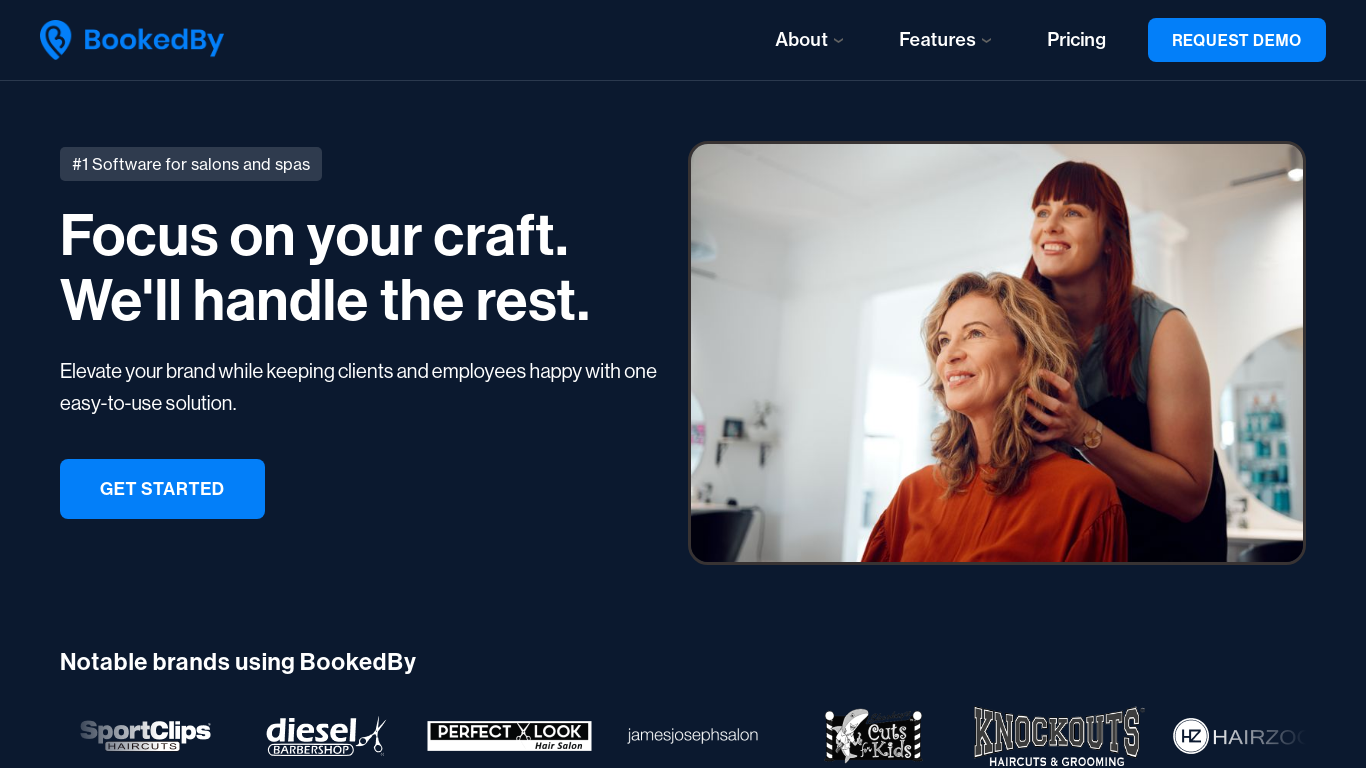 BookedBy
About
Features
Pricing
REQUEST DEMO
#1 Software for salons and spas
Focus on your craft.
We'll handle the rest.
Elevate your brand while keeping clients and employees happy with one
easy-to-use solution.
GET STARTED
Notable brands using BookedBy
SportClips
HAIRCUTS
diesel
BARBERSHOP
PERFECT LOOK
Hair Salon
jamesjosephsalon
Cuts
for
Kids
KNOCKOUTS
HAIRCUTS & GROOMING
HZ HAIRZOO